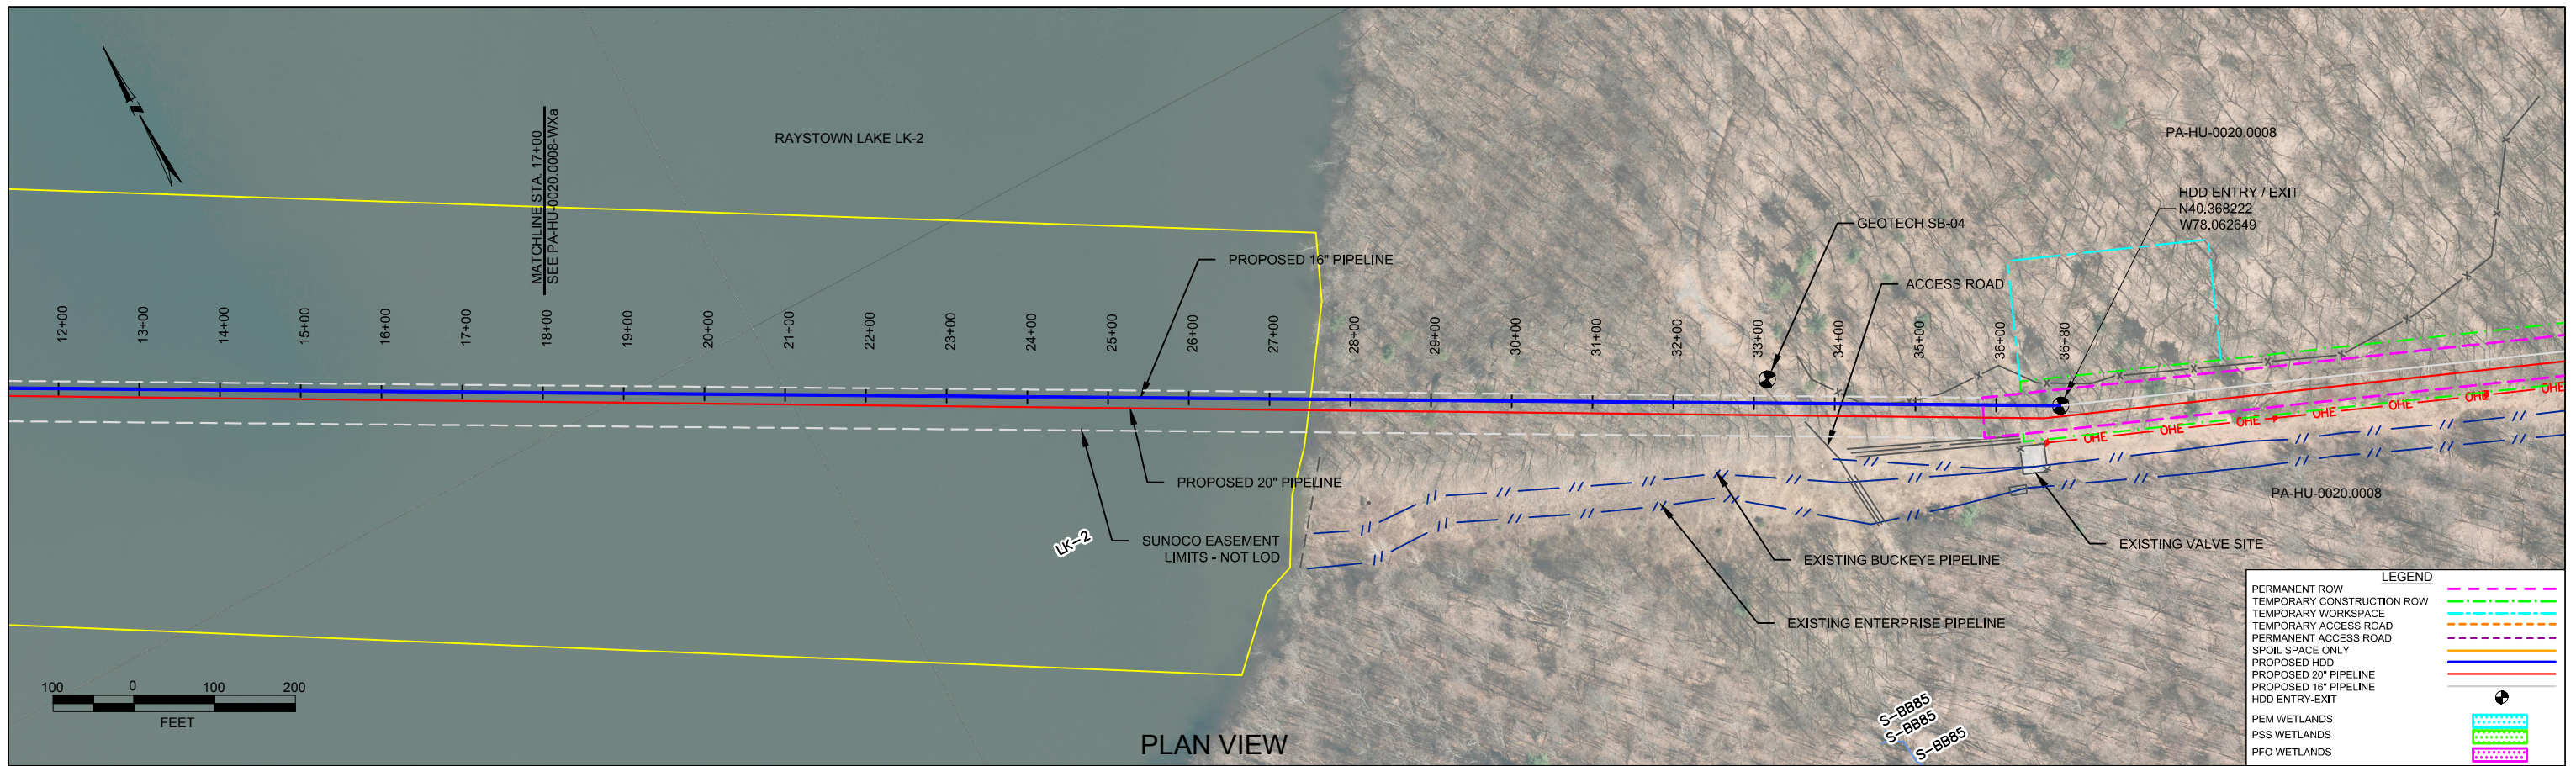 MATCHLINE STA. 17+00
SEE PA-HU-0020.0008-WXa
RAYSTOWN LAKE LK-2
PA-HU-0020.0008
HDD ENTRY / EXIT
N40.368222
W78.062649
GEOTECH SB-04
PROPOSED 16" PIPELINE
ACCESS ROAD
12+00
13+00
14+00
15+00
16+00
17+00
18+00
19+00
20+00
21+00
22+00
23+00
24+00
25+00
26+00
27+00
28+00
29+00
30+00
31+00
32+00
33+00
34+00
35+00
36+00
36+80
OHE
OHE
OHE
OHE
OHE
OHE
OHE
PROPOSED 20" PIPELINE
PA-HU-0020.0008
LK-2
SUNOCO EASEMENT
LIMITS - NOT LOD
EXISTING VALVE SITE
EXISTING BUCKEYE PIPELINE
EXISTING ENTERPRISE PIPELINE
100 0 100 200
FEET
PLAN VIEW
S-BB85
S-BB85
S-BB85
LEGEND
PERMANENT ROW
TEMPORARY CONSTRUCTION ROW
TEMPORARY WORKSPACE
TEMPORARY ACCESS ROAD
PERMANENT ACCESS ROAD
SPOIL SPACE ONLY
PROPOSED HDD
PROPOSED 20" PIPELINE
PROPOSED 16" PIPELINE
HDD ENTRY-EXIT
PEM WETLANDS
PSS WETLANDS
PFO WETLANDS